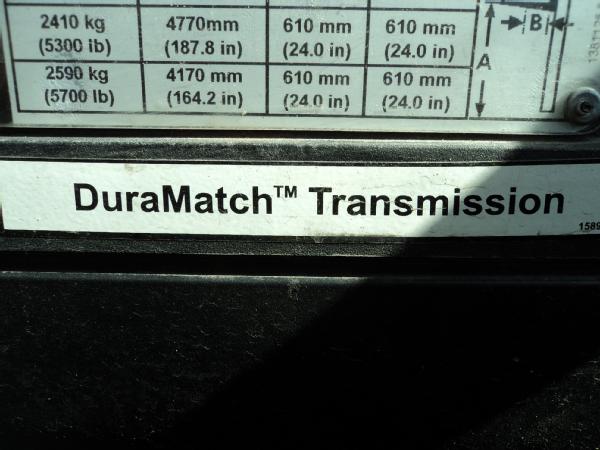 2410 kg 4770mm 610 mm 610 mm
(5300 lb) (187.8 in) (24.0 in) (24.0 in)
B
2590 kg 4170 mm 610 mm 610 mm
(5700 lb) (164.2 in) (24.0 in) (24.0 in)
A
DuraMatch™ Transmission